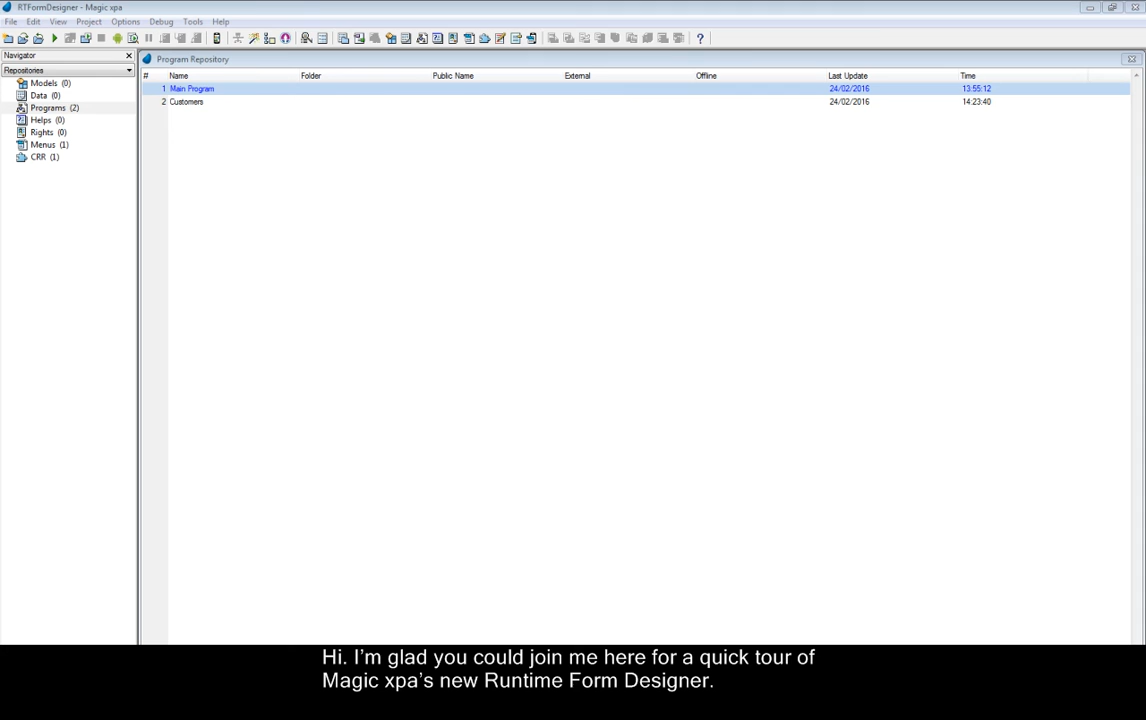 RTFormDesigner - Magic xpa
File Edit View Project Options Debug Tools Help
Navigator
Repositories
Models (0)
Data (0)
Programs (2)
Helps (0)
Rights (0)
Menus (1)
CRR (1)
Program Repository
# Name Folder Public Name External Offline Last Update Time
1 Main Program 24/02/2016 13:55:12
2 Customers 24/02/2016 14:23:40
Hi. I’m glad you could join me here for a quick tour of
Magic xpa’s new Runtime Form Designer.